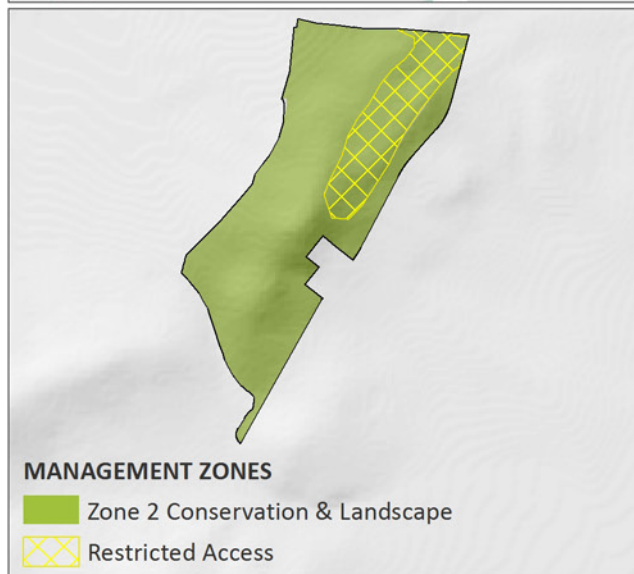 MANAGEMENT ZONES
Zone 2 Conservation & Landscape
Restricted Access